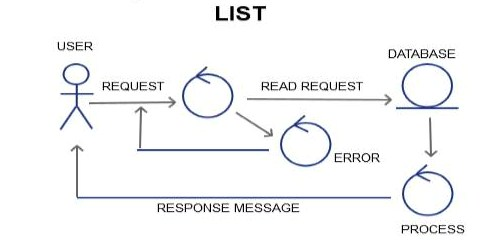 LIST
USER
DATABASE
REQUEST
READ REQUEST
ERROR
RESPONSE MESSAGE
PROCESS